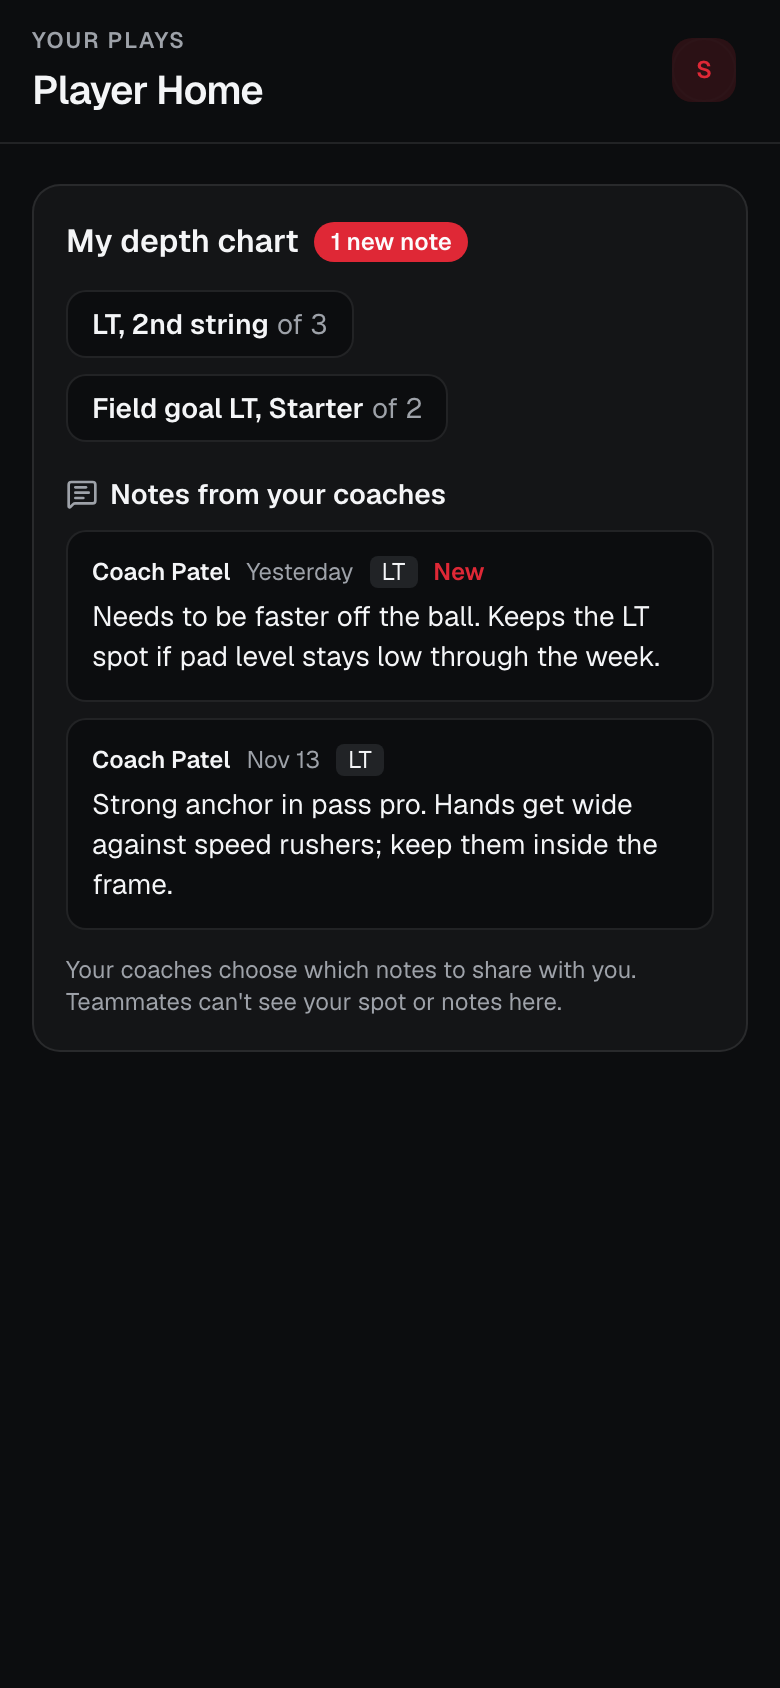 YOUR PLAYS
Player Home
S
My depth chart 1 new note
LT, 2nd string of 3
Field goal LT, Starter of 2
Notes from your coaches
Coach Patel Yesterday LT New
Needs to be faster off the ball. Keeps the LT
spot if pad level stays low through the week.
Coach Patel Nov 13 LT
Strong anchor in pass pro. Hands get wide
against speed rushers; keep them inside the
frame.
Your coaches choose which notes to share with you.
Teammates can't see your spot or notes here.